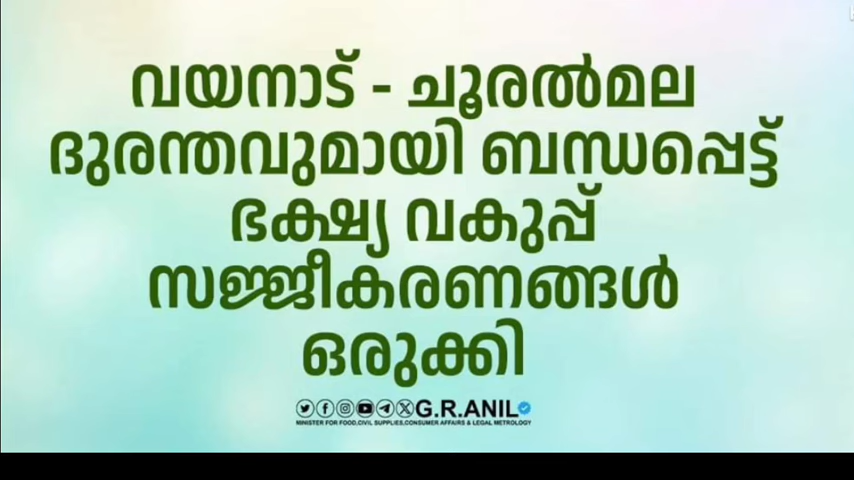 വയനാട് - ചൂരൽമല
ദുരന്തവുമായി ബന്ധപ്പെട്ട്
ഭക്ഷ്യ വകുപ്പ്
സജ്ജീകരണങ്ങൾ
ഒരുക്കി
G.R.ANIL
MINISTER FOR FOOD,CIVIL SUPPLIES,CONSUMER AFFAIRS & LEGAL METROLOGY